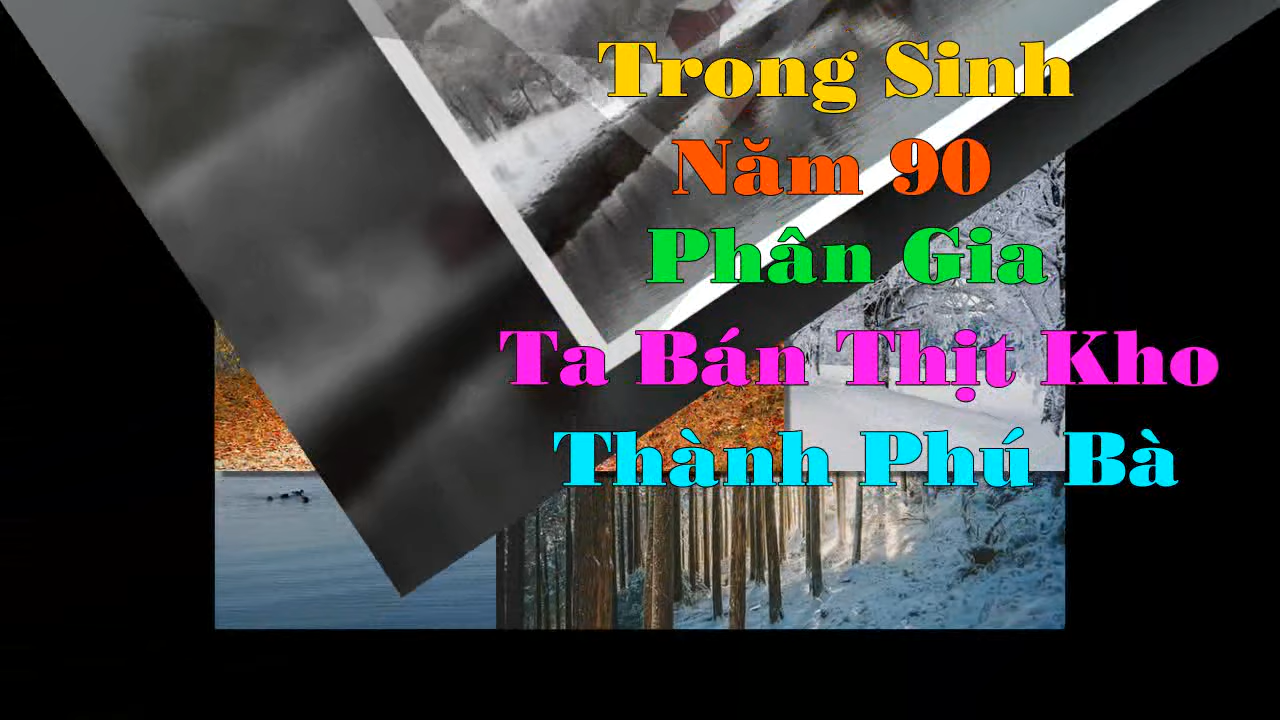 Trong Sinh
Năm 90
Phân Gia
Ta Bán Thịt Kho
Thành Phú Bà